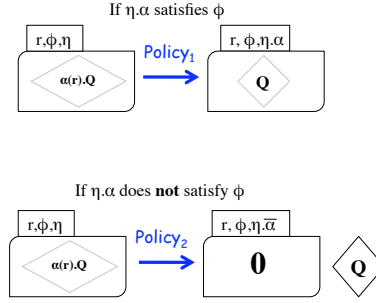 If η.α satisfies ϕ
r,ϕ,η
α(r).Q
Policy₁
r, ϕ, η.α
Q
If η.α does not satisfy ϕ
r,ϕ,η
α(r).Q
Policy₂
r, ϕ,η.α̅
0
Q